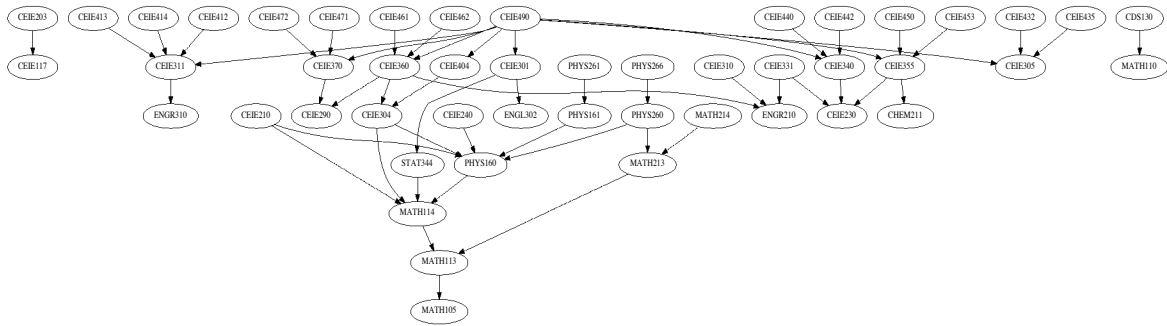 CEIE203 CEIE413 CEIE414 CEIE412 CEIE472 CEIE471 CEIE461 CEIE462 CEIE490 CEIE440 CEIE442 CEIE450 CEIE453 CEIE432 CEIE435 CDS130
CEIE117 CEIE311 CEIE370 CEIE360 CEIE404 CEIE301 PHYS261 PHYS266 CEIE310 CEIE331 CEIE340 CEIE355 CEIE305 MATH110
ENGR310 CEIE210 CEIE290 CEIE304 CEIE240 ENGL302 PHYS161 PHYS260 MATH214 ENGR210 CEIE230 CHEM211
STAT344 PHYS160 MATH213
MATH114
MATH113
MATH105